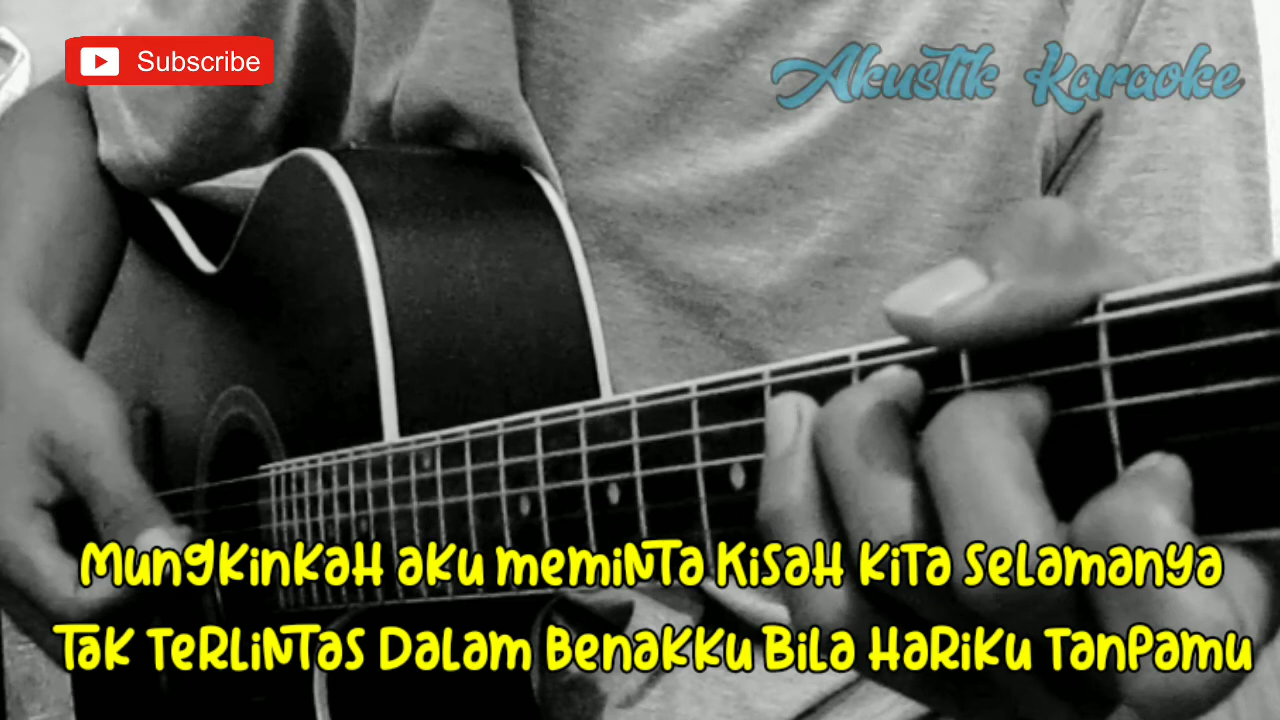 Subscribe
Akustik Karaoke
Mungkinkah aku meminta kisah kita selamanya
Tak terlintas dalam benakku bila hariku tanpamu